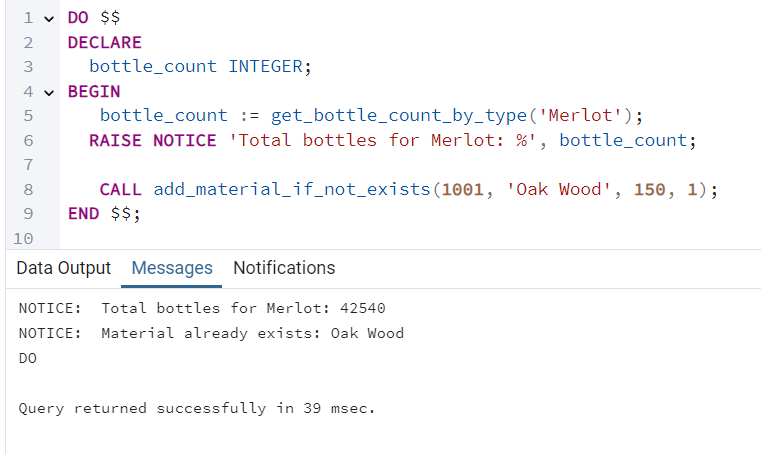 1 DO $$
2 DECLARE
3 bottle_count INTEGER;
4 BEGIN
5 bottle_count := get_bottle_count_by_type('Merlot');
6 RAISE NOTICE 'Total bottles for Merlot: %', bottle_count;
7
8 CALL add_material_if_not_exists(1001, 'Oak Wood', 150, 1);
9 END $$;
10
Data Output Messages Notifications
NOTICE: Total bottles for Merlot: 42540
NOTICE: Material already exists: Oak Wood
DO
Query returned successfully in 39 msec.